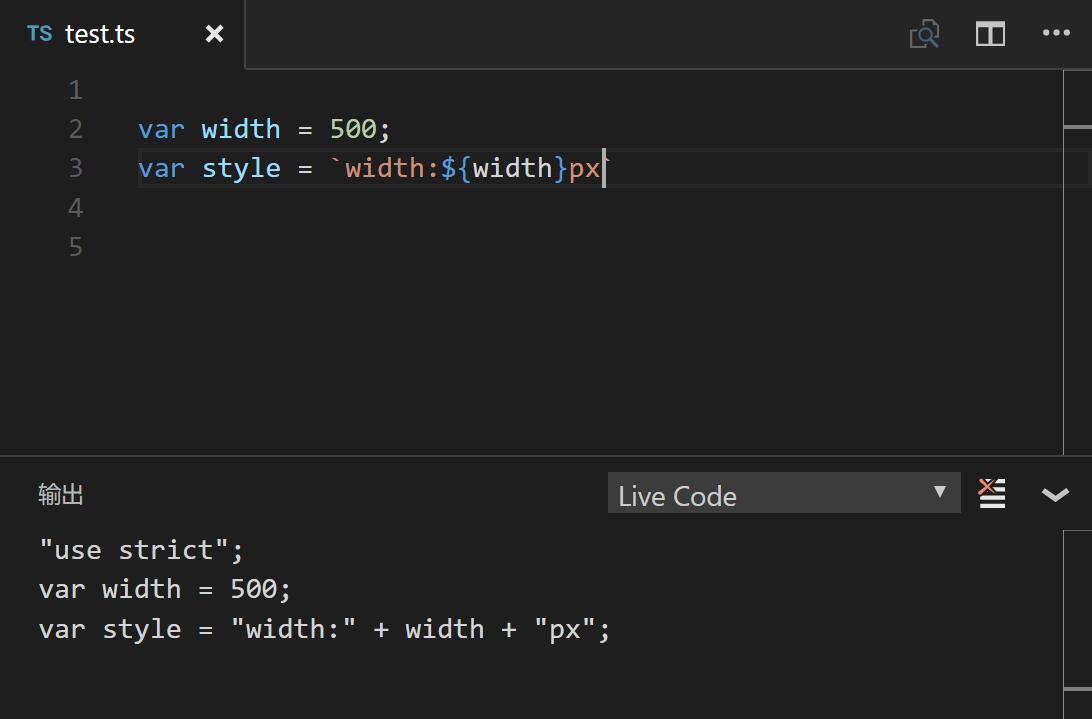 TS test.ts
1
2 var width = 500;
3 var style = `width:${width}px`
4
5
输出 Live Code
"use strict";
var width = 500;
var style = "width:" + width + "px";